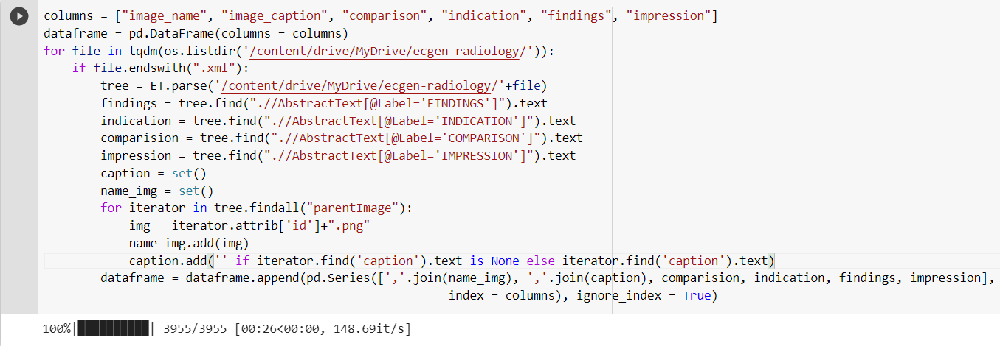 columns = ["image_name", "image_caption", "comparison", "indication", "findings", "impression"]
dataframe = pd.DataFrame(columns = columns)
for file in tqdm(os.listdir('/content/drive/MyDrive/ecgen-radiology/')):
    if file.endswith(".xml"):
        tree = ET.parse('/content/drive/MyDrive/ecgen-radiology/'+file)
        findings = tree.find(".//AbstractText[@Label='FINDINGS']").text
        indication = tree.find(".//AbstractText[@Label='INDICATION']").text
        comparision = tree.find(".//AbstractText[@Label='COMPARISON']").text
        impression = tree.find(".//AbstractText[@Label='IMPRESSION']").text
        caption = set()
        name_img = set()
        for iterator in tree.findall("parentImage"):
            img = iterator.attrib['id']+".png"
            name_img.add(img)
            caption.add('' if iterator.find('caption').text is None else iterator.find('caption').text)
        dataframe = dataframe.append(pd.Series([','.join(name_img), ','.join(caption), comparision, indication, findings, impression],
                                                         index = columns), ignore_index = True)
100%|██████████| 3955/3955 [00:26<00:00, 148.69it/s]